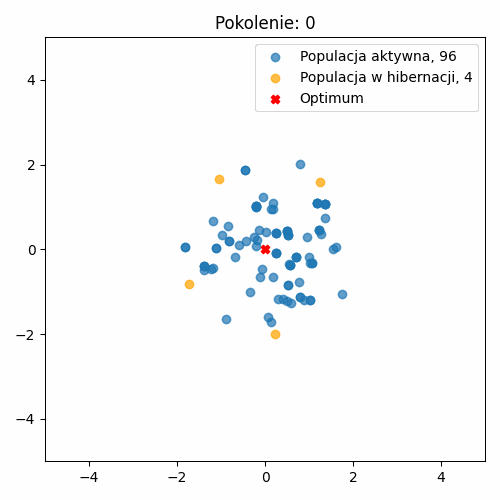 Pokolenie: 0
Populacja aktywna, 96
Populacja w hibernacji, 4
Optimum
4
2
0
−2
−4
−4 −2 0 2 4